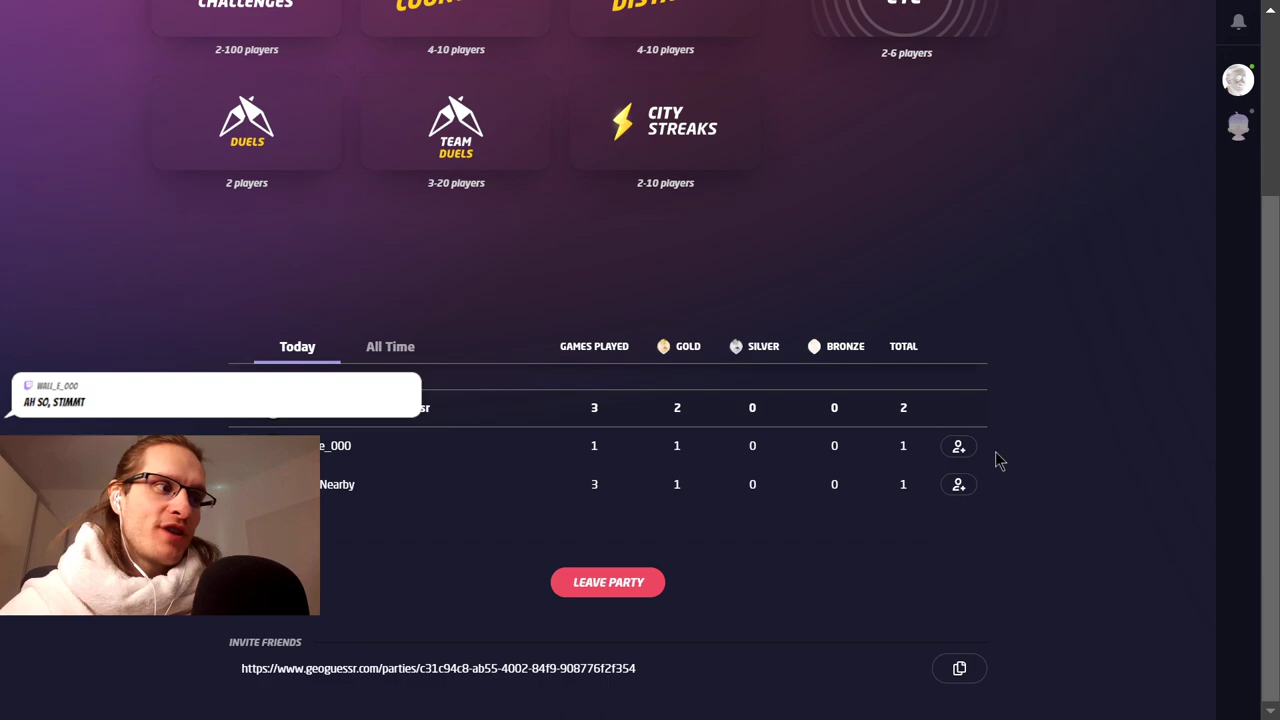 CHALLENGES
2-100 players
4-10 players
4-10 players
2-6 players
DUELS
TEAM
DUELS
CITY
STREAKS
2 players
3-20 players
2-10 players
Today
All Time
GAMES PLAYED
GOLD
SILVER
BRONZE
TOTAL
WALL_E_000
AH SO, STIMMT
sr
3
2
0
0
2
e_000
1
1
0
0
1
Nearby
3
1
0
0
1
LEAVE PARTY
INVITE FRIENDS
https://www.geoguessr.com/parties/c31c94c8-ab55-4002-84f9-908776f2f354